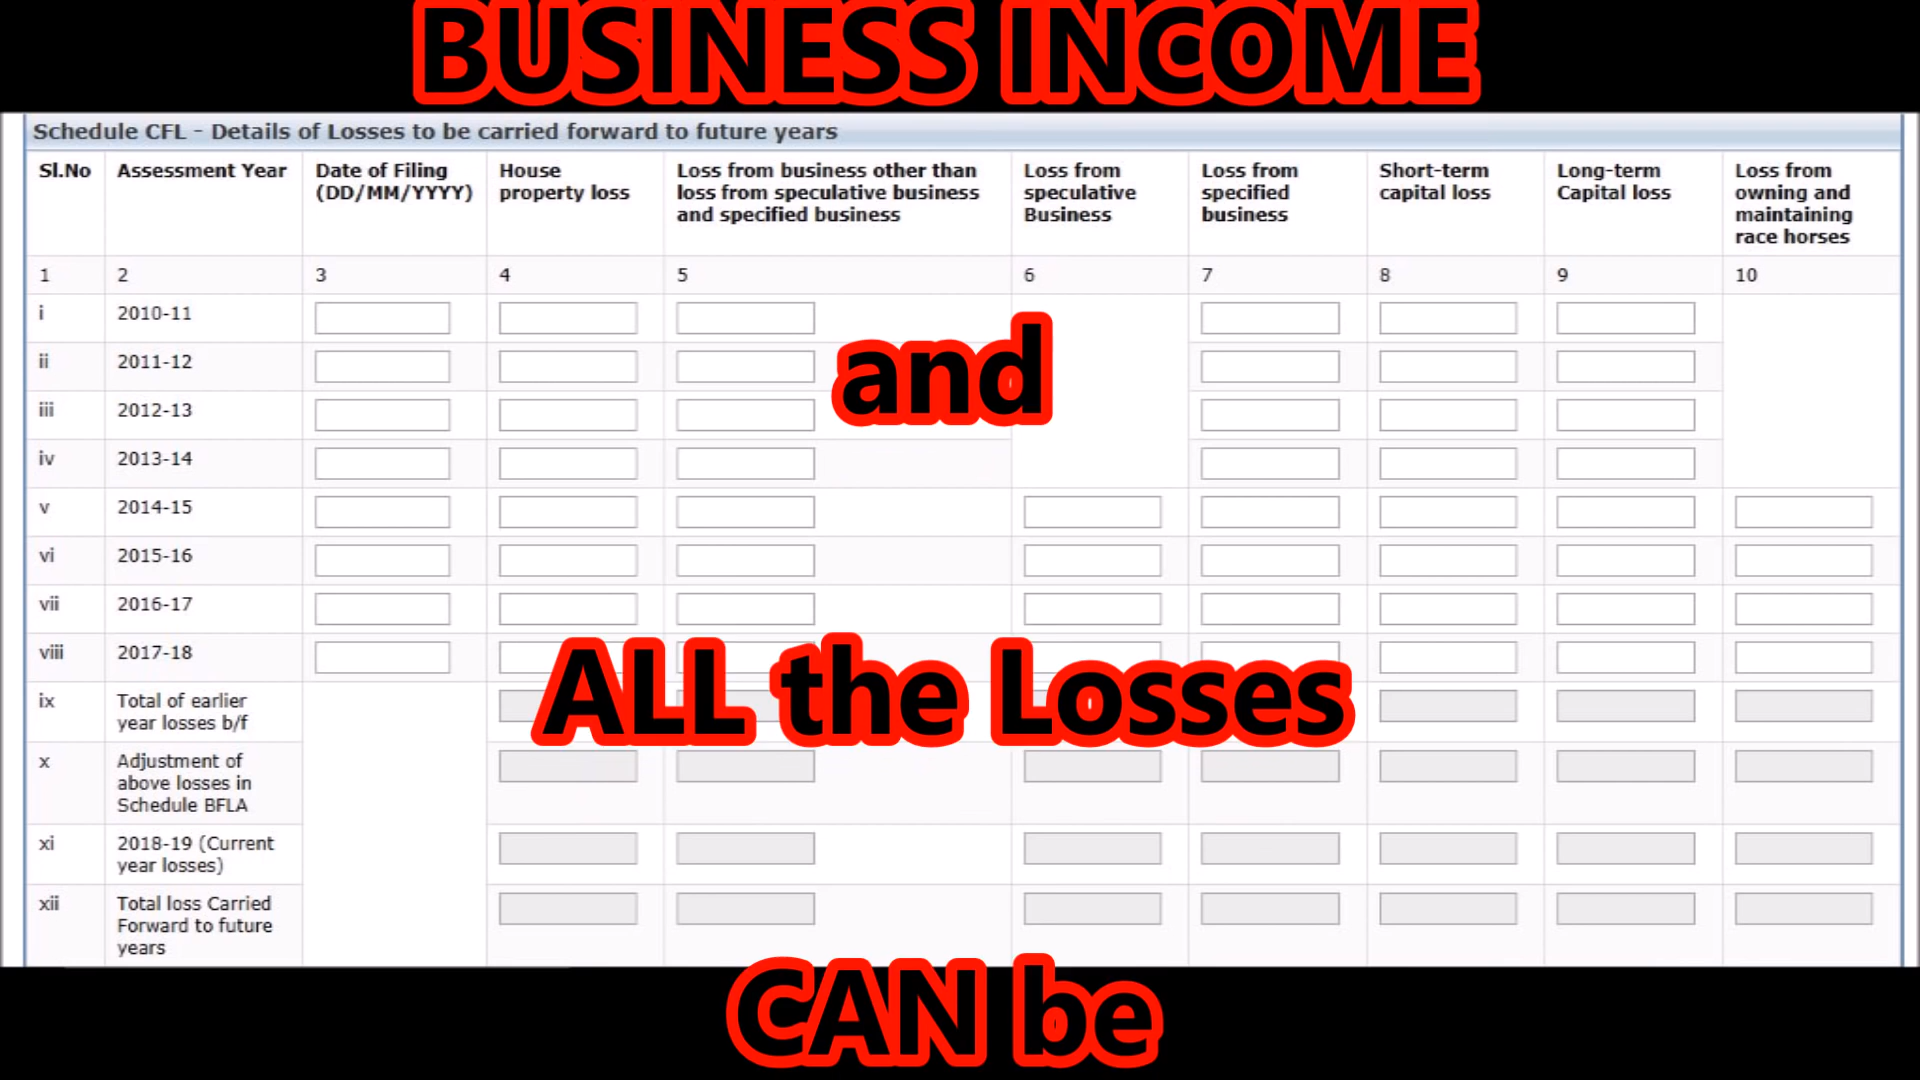 BUSINESS INCOME
Schedule CFL - Details of Losses to be carried forward to future years
Sl.No Assessment Year Date of Filing (DD/MM/YYYY) House property loss Loss from business other than loss from speculative business and specified business Loss from speculative Business Loss from specified business Short-term capital loss Long-term Capital loss Loss from owning and maintaining race horses
1 2 3 4 5 6 7 8 9 10
i 2010-11
and
ii 2011-12
iii 2012-13
iv 2013-14
v 2014-15
vi 2015-16
vii 2016-17
viii 2017-18
ALL the Losses
ix Total of earlier year losses b/f
x Adjustment of above losses in Schedule BFLA
xi 2018-19 (Current year losses)
xii Total loss Carried Forward to future years
CAN be